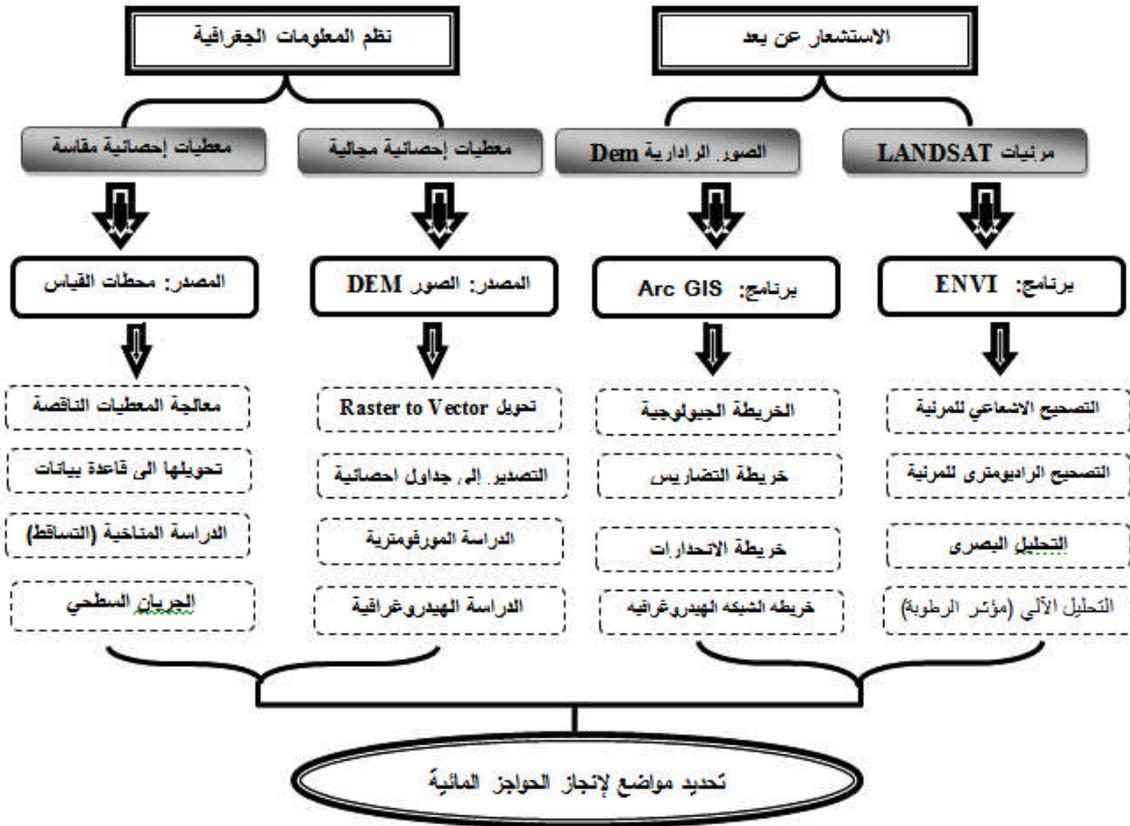 الاستشعار عن بعد
نظم المعلومات الجغرافية
مرئيات LANDSAT
الصور الرادارية Dem
معطيات إحصائية مجالية
معطيات إحصائية مقاسة
برنامج: ENVI
برنامج: Arc GIS
المصدر: الصور DEM
المصدر: محطات القياس
التصحيح الاشعاعي للمرئية
الخريطة الجيولوجية
تحويل Raster to Vector
معالجة المعطيات الناقصة
التصحيح الراديومتري للمرئية
خريطة التضاريس
التصدير إلى جداول احصائية
تحويلها الى قاعدة بيانات
التحليل البصري
خريطة الانحدارات
الدراسة المورفومترية
الدراسة المناخية (التساقط)
التحليل الآلي (مؤشر الرطوبة)
خريطه الشبكه الهيدروغرافيه
الدراسة الهيدروغرافية
الجريان السطحي
تحديد مواضع لإنجاز الحواجز المائية